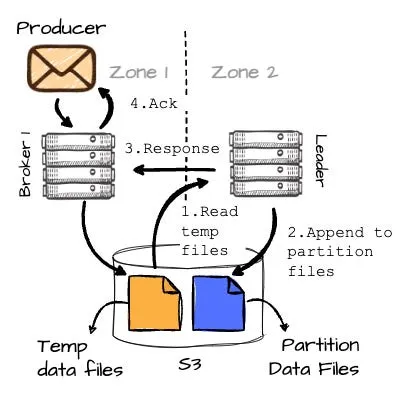 Producer
Zone 1
Zone 2
4.Ack
Broker 1
3.Response
Leader
1.Read
temp
files
2.Append to
partition
files
Temp
data files
S3
Partition
Data Files